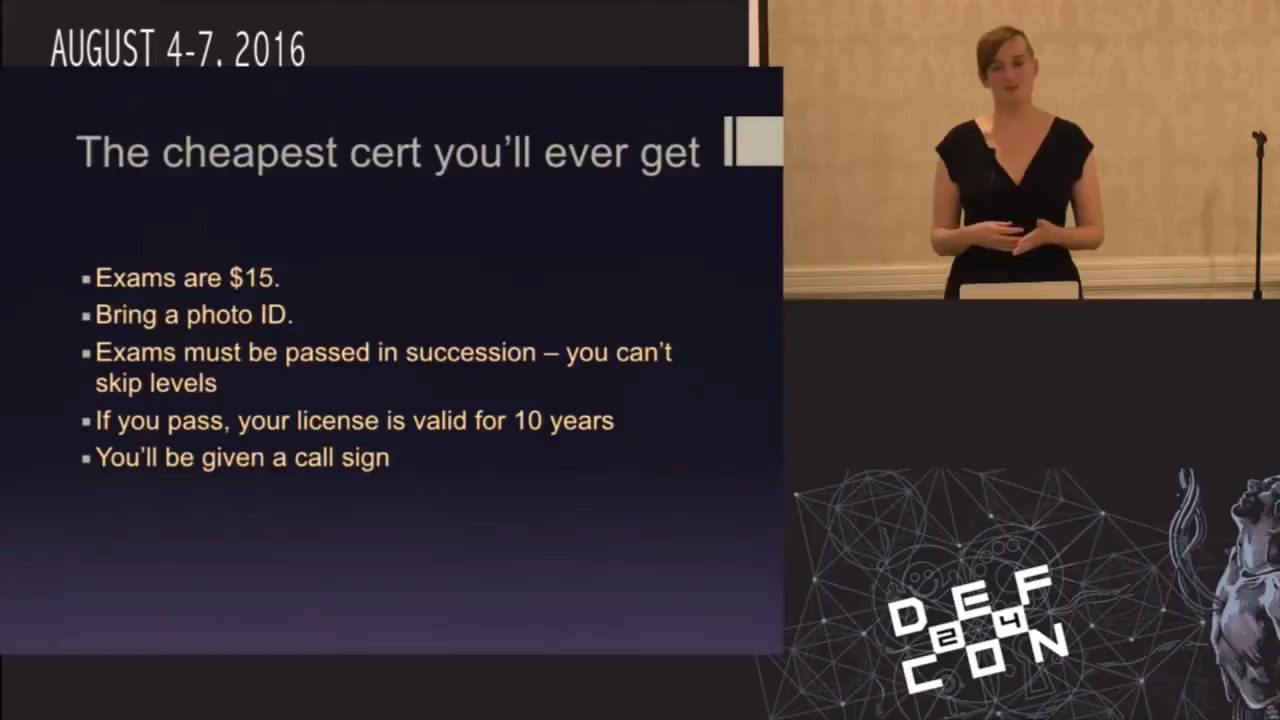 AUGUST 4-7, 2016
The cheapest cert you'll ever get
Exams are $15.
Bring a photo ID.
Exams must be passed in succession – you can't
skip levels
If you pass, your license is valid for 10 years
You'll be given a call sign
DEF
24
CON